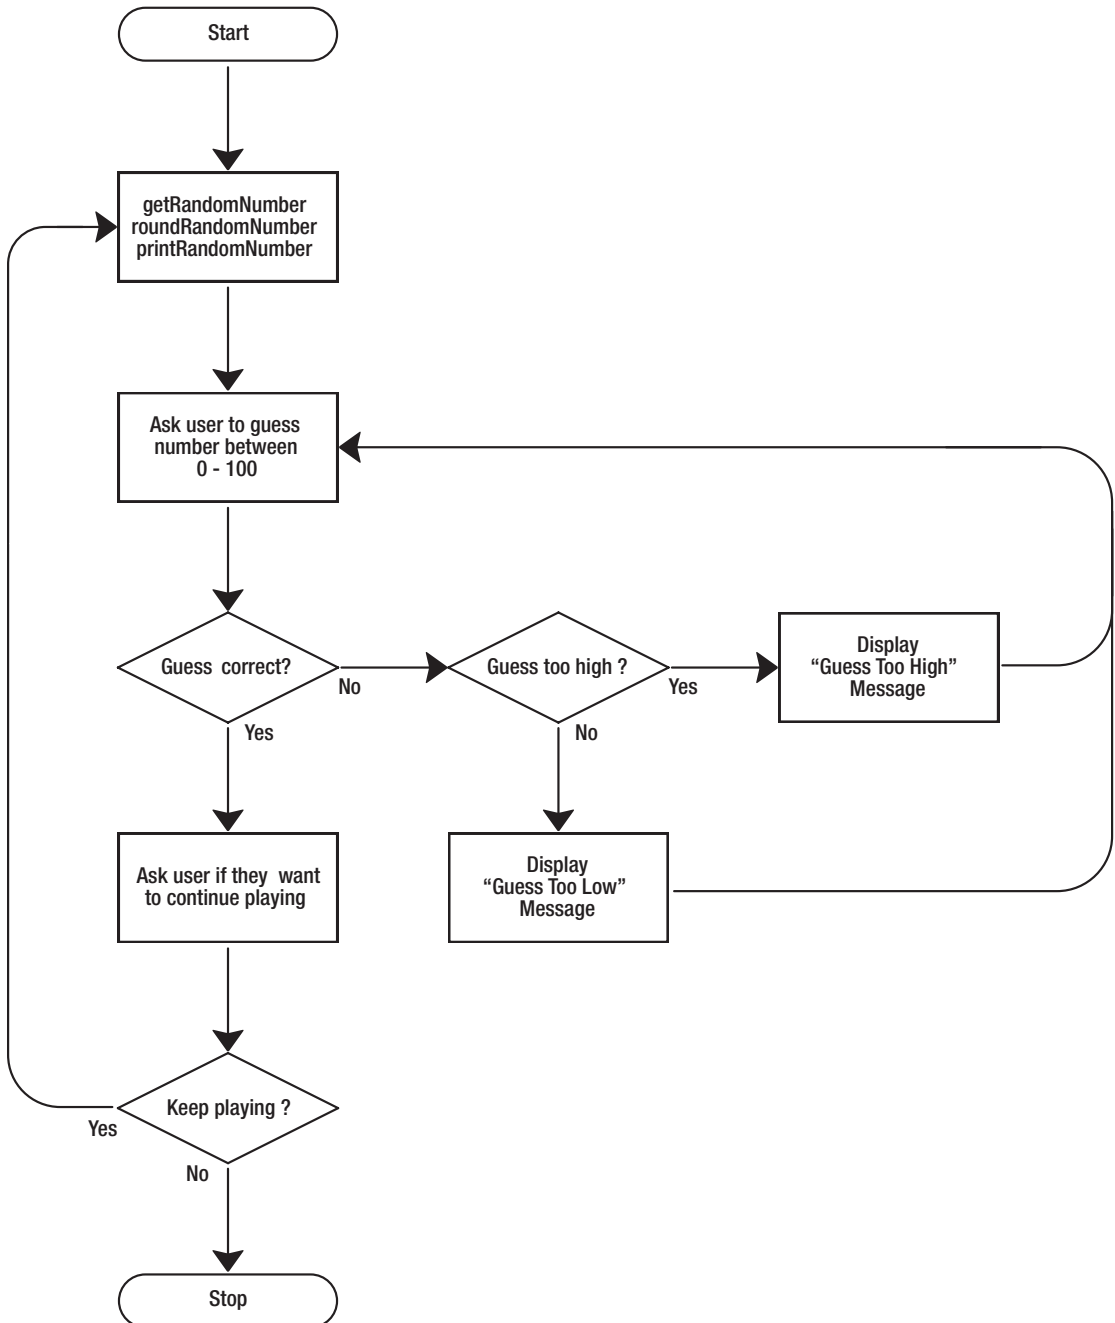 Start
getRandomNumber
roundRandomNumber
printRandomNumber
Ask user to guess
number between
0 - 100
Guess correct?
No
Guess too high ?
Yes
Display
“Guess Too High”
Message
Yes
No
Ask user if they want
to continue playing
Display
“Guess Too Low”
Message
Keep playing ?
Yes
No
Stop